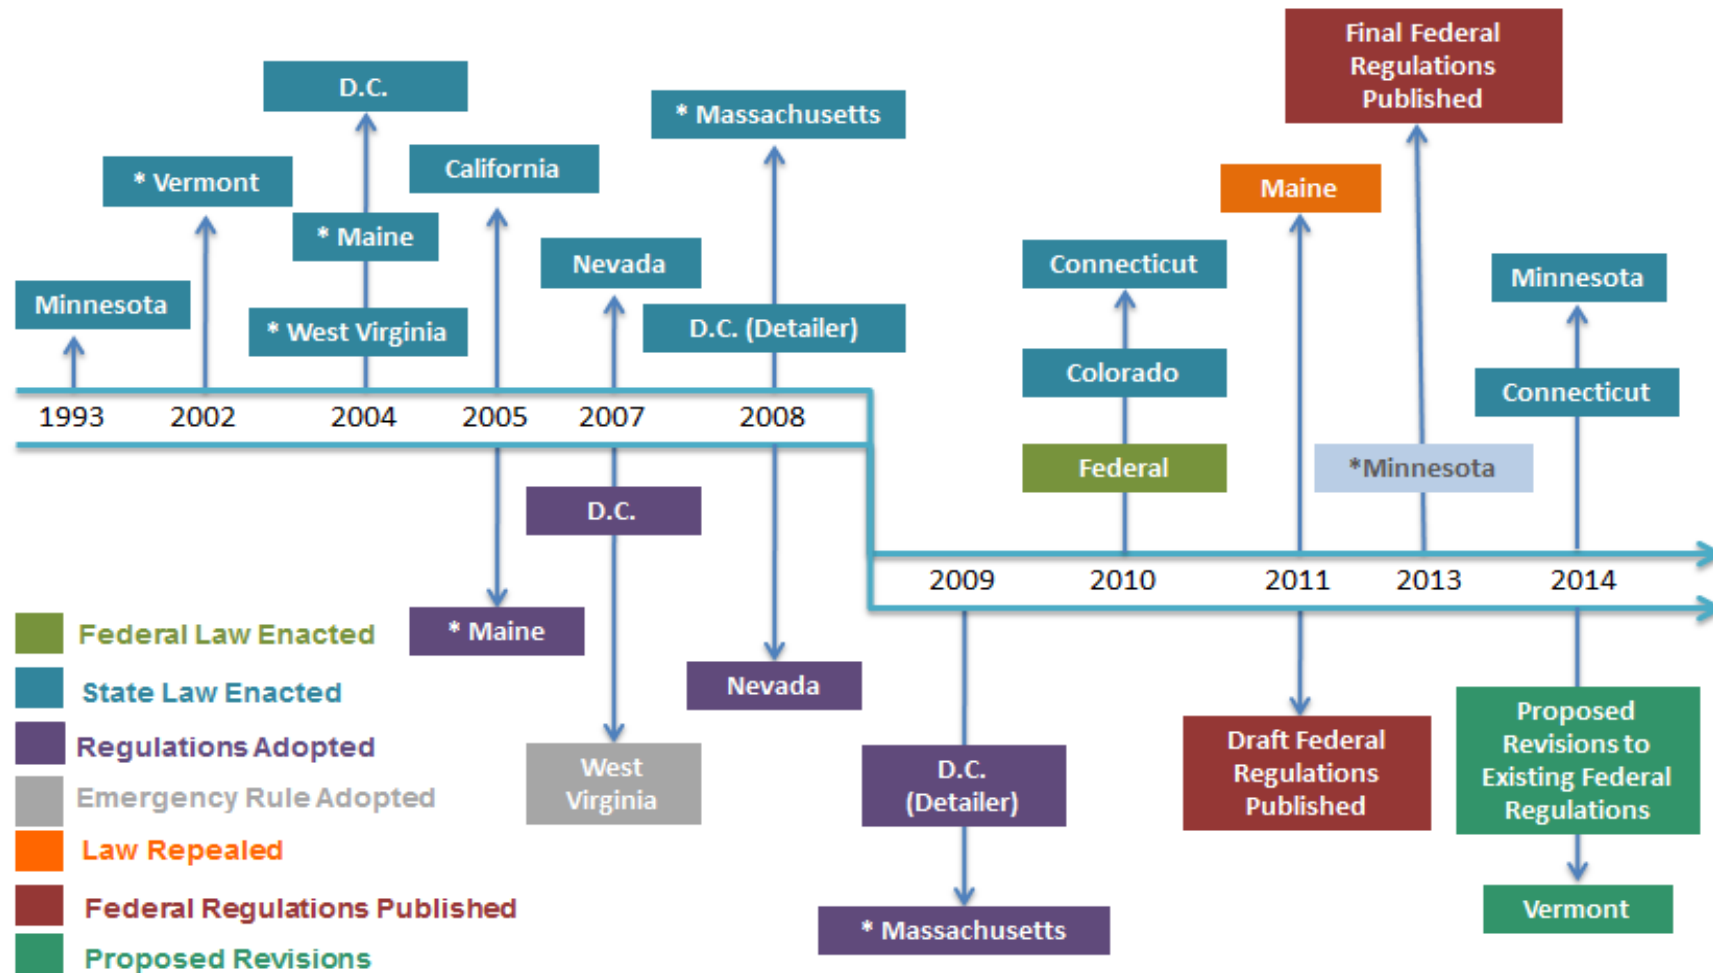 Final Federal
Regulations
Published
D.C.
* Massachusetts
California
* Vermont
Maine
* Maine
Nevada
Connecticut
Minnesota
Minnesota
* West Virginia
D.C. (Detailer)
Colorado
Connecticut
1993
2002
2004
2005
2007
2008
Federal
*Minnesota
D.C.
2009
2010
2011
2013
2014
* Maine
Nevada
West
Virginia
D.C.
(Detailer)
* Massachusetts
Draft Federal
Regulations
Published
Proposed
Revisions to
Existing Federal
Regulations
Vermont
Federal Law Enacted
State Law Enacted
Regulations Adopted
Emergency Rule Adopted
Law Repealed
Federal Regulations Published
Proposed Revisions